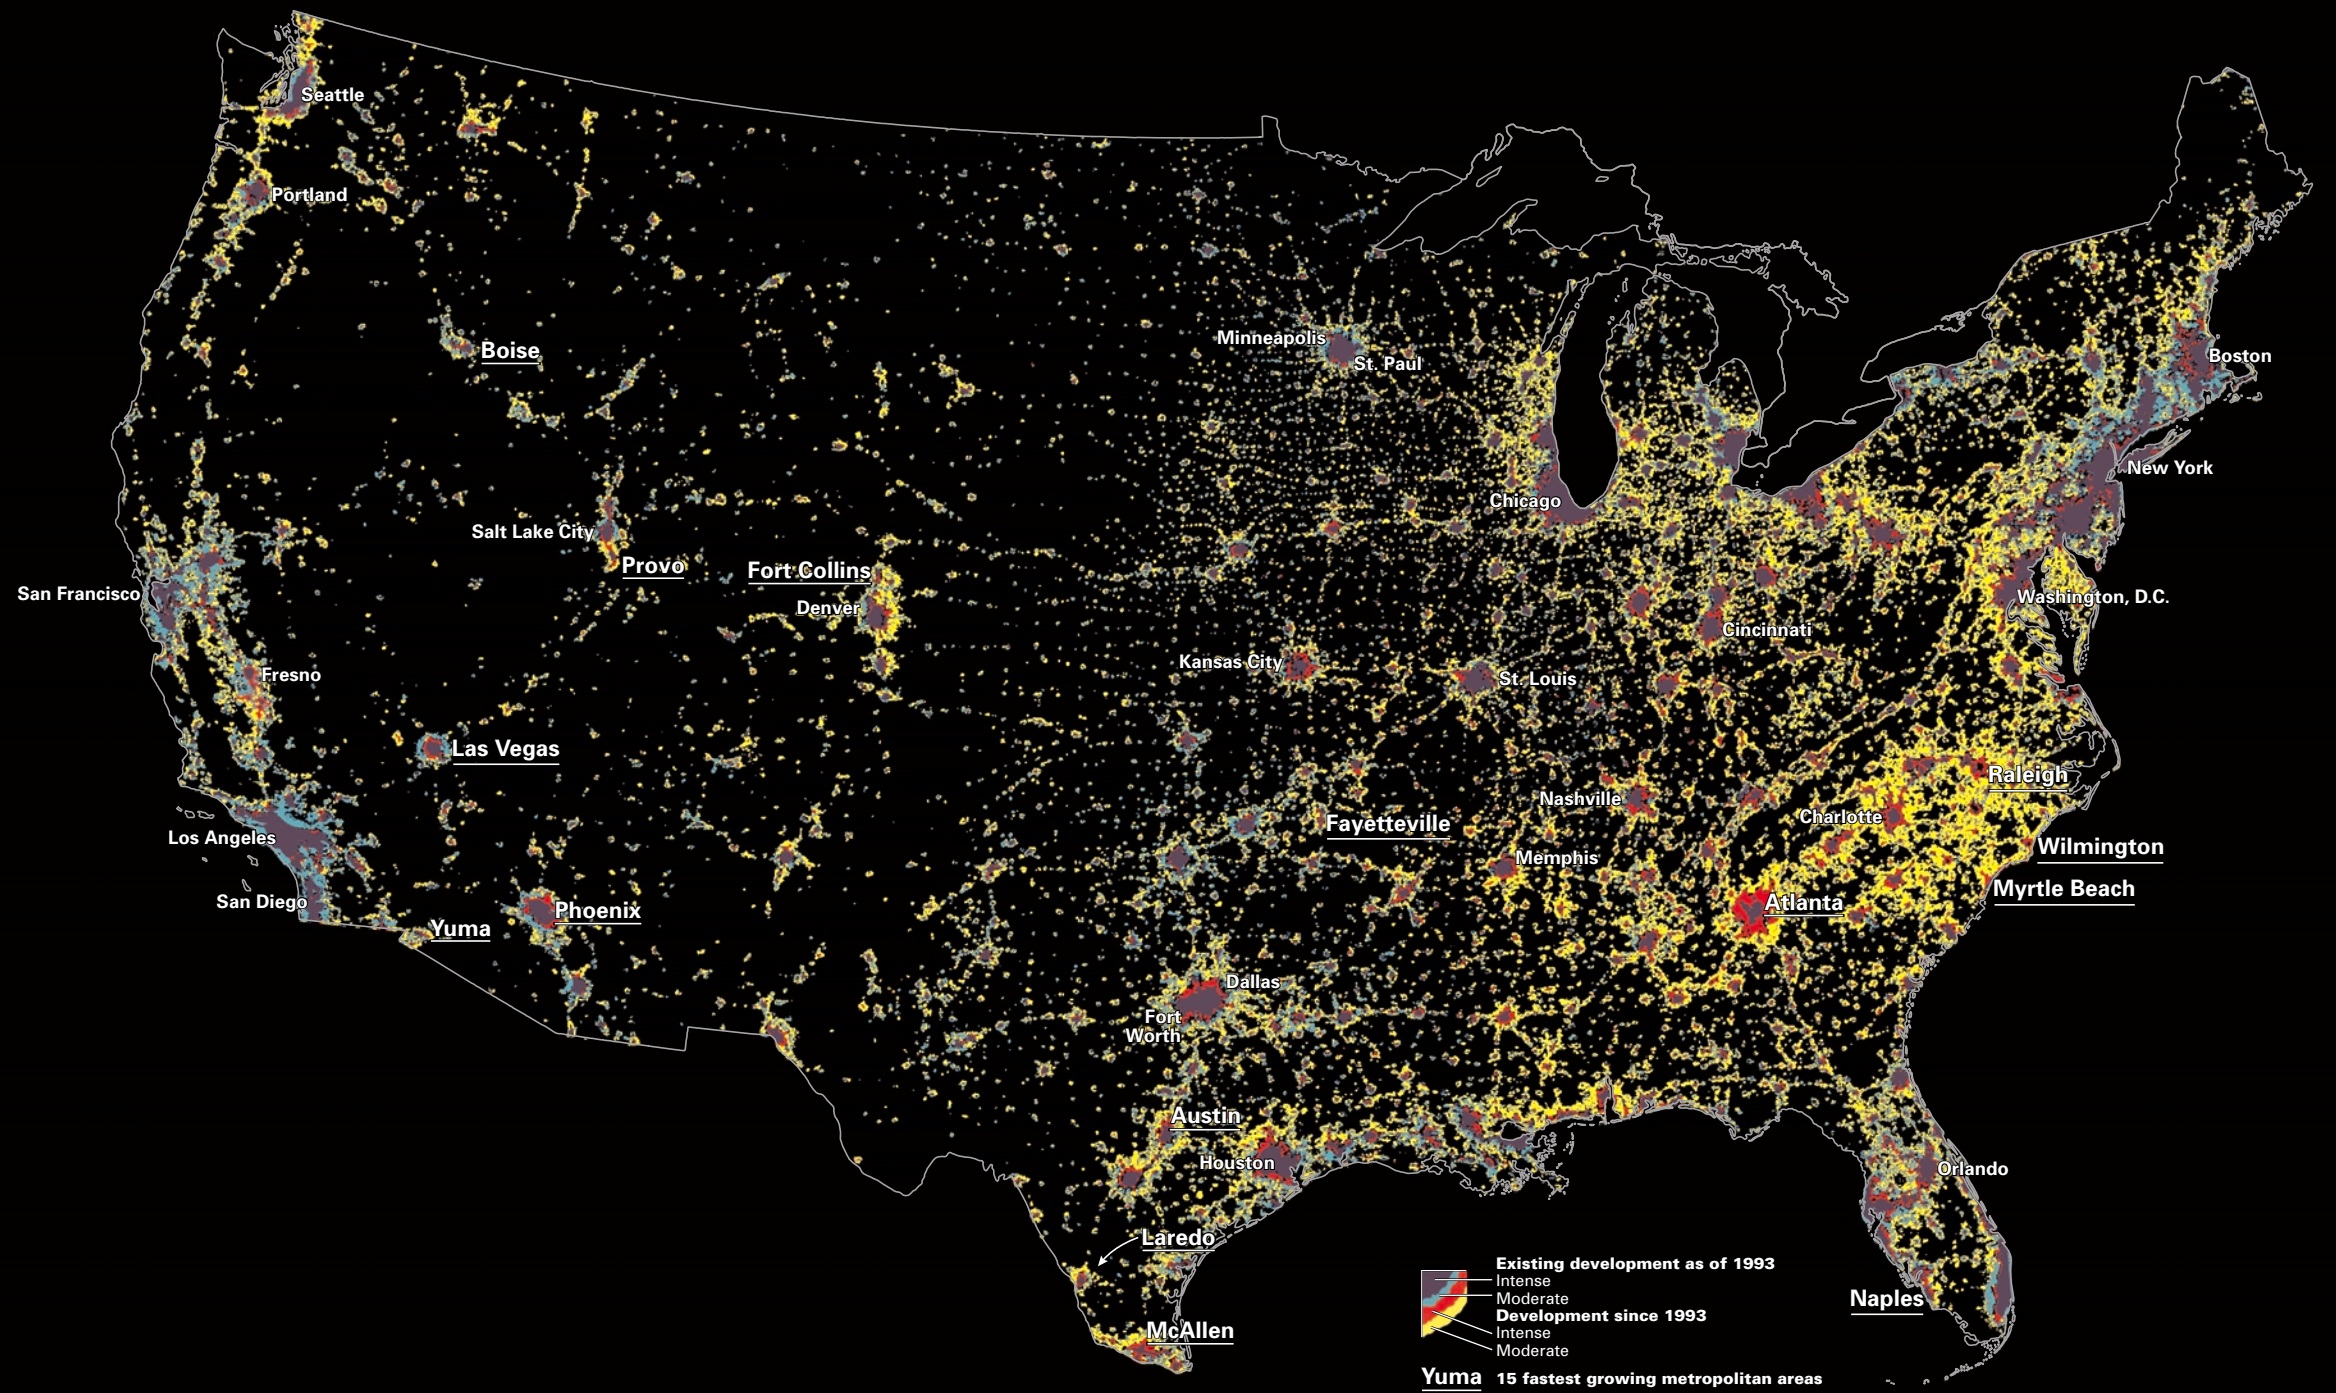 Seattle
Portland
Boise
Minneapolis
St. Paul
Boston
New York
Chicago
Salt Lake City
Provo
Fort Collins
Denver
San Francisco
Washington, D.C.
Cincinnati
Kansas City
St. Louis
Fresno
Las Vegas
Raleigh
Nashville
Charlotte
Fayetteville
Los Angeles
Wilmington
Memphis
Myrtle Beach
San Diego
Phoenix
Atlanta
Yuma
Dallas
Fort
Worth
Austin
Houston
Orlando
Laredo
Naples
McAllen
Existing development as of 1993
Intense
Moderate
Development since 1993
Intense
Moderate
Yuma 15 fastest growing metropolitan areas